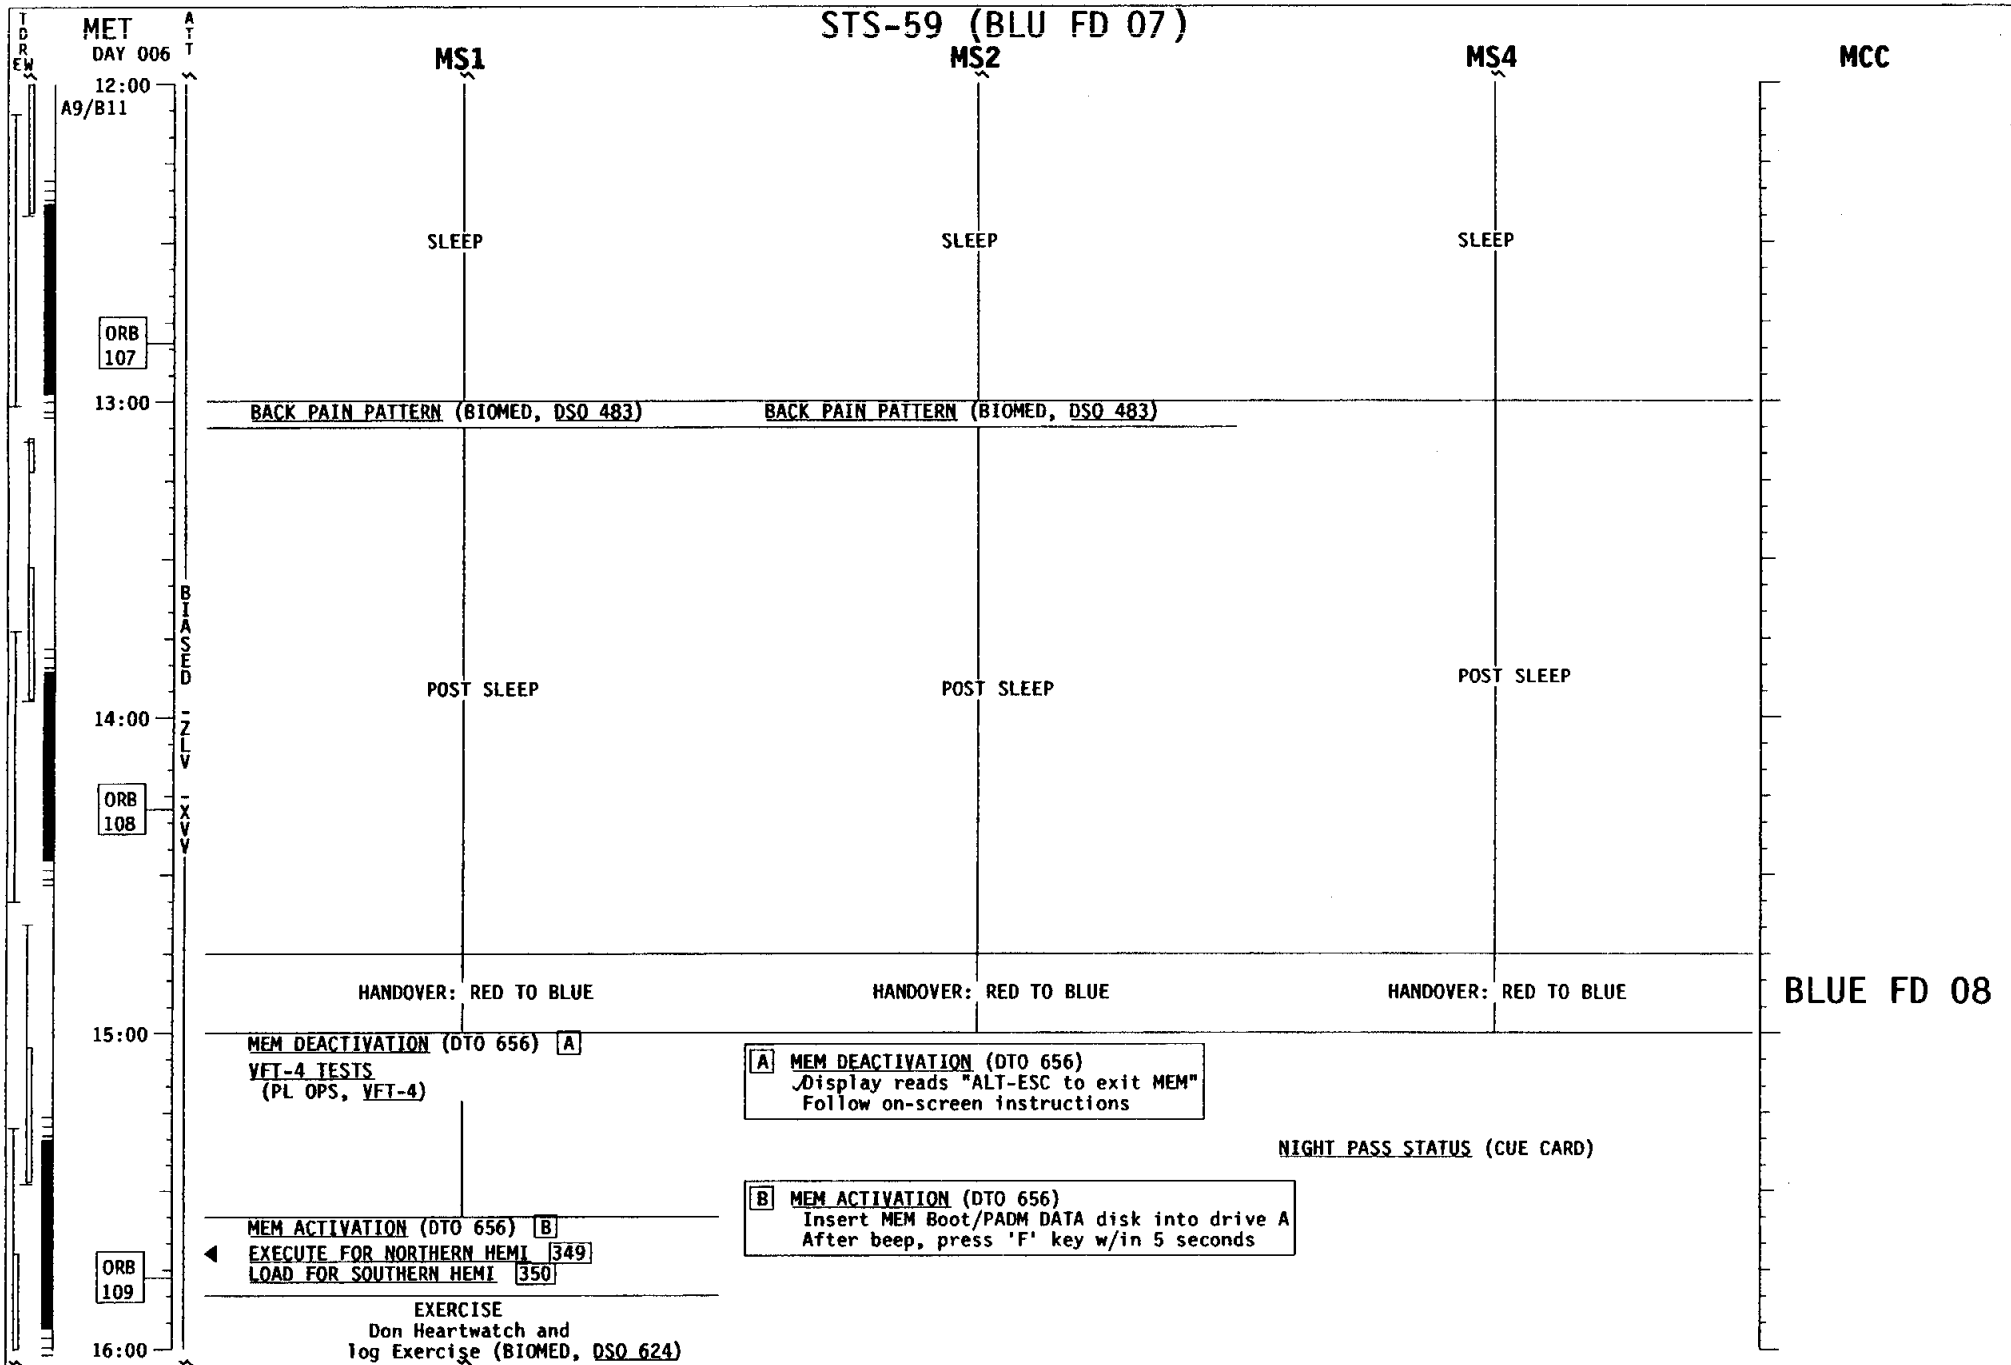 STS-59 (BLU FD 07)
TDRE W
MET
DAY 006
ATT
MS1
MS2
MS4
MCC
12:00
A9/B11
SLEEP
SLEEP
SLEEP
ORB
107
13:00
BACK PAIN PATTERN (BIOMED, DSO 483)
BACK PAIN PATTERN (BIOMED, DSO 483)
BIASED -ZLV -XVV
POST SLEEP
POST SLEEP
POST SLEEP
14:00
ORB
108
HANDOVER: RED TO BLUE
HANDOVER: RED TO BLUE
HANDOVER: RED TO BLUE
BLUE FD 08
15:00
MEM DEACTIVATION (DTO 656) A
VFT-4 TESTS
(PL OPS, VFT-4)
A MEM DEACTIVATION (DTO 656)
✓Display reads "ALT-ESC to exit MEM"
Follow on-screen instructions
NIGHT PASS STATUS (CUE CARD)
B MEM ACTIVATION (DTO 656)
Insert MEM Boot/PADM DATA disk into drive A
After beep, press 'F' key w/in 5 seconds
MEM ACTIVATION (DTO 656) B
EXECUTE FOR NORTHERN HEMI 349
LOAD FOR SOUTHERN HEMI 350
ORB
109
EXERCISE
Don Heartwatch and
log Exercise (BIOMED, DSO 624)
16:00